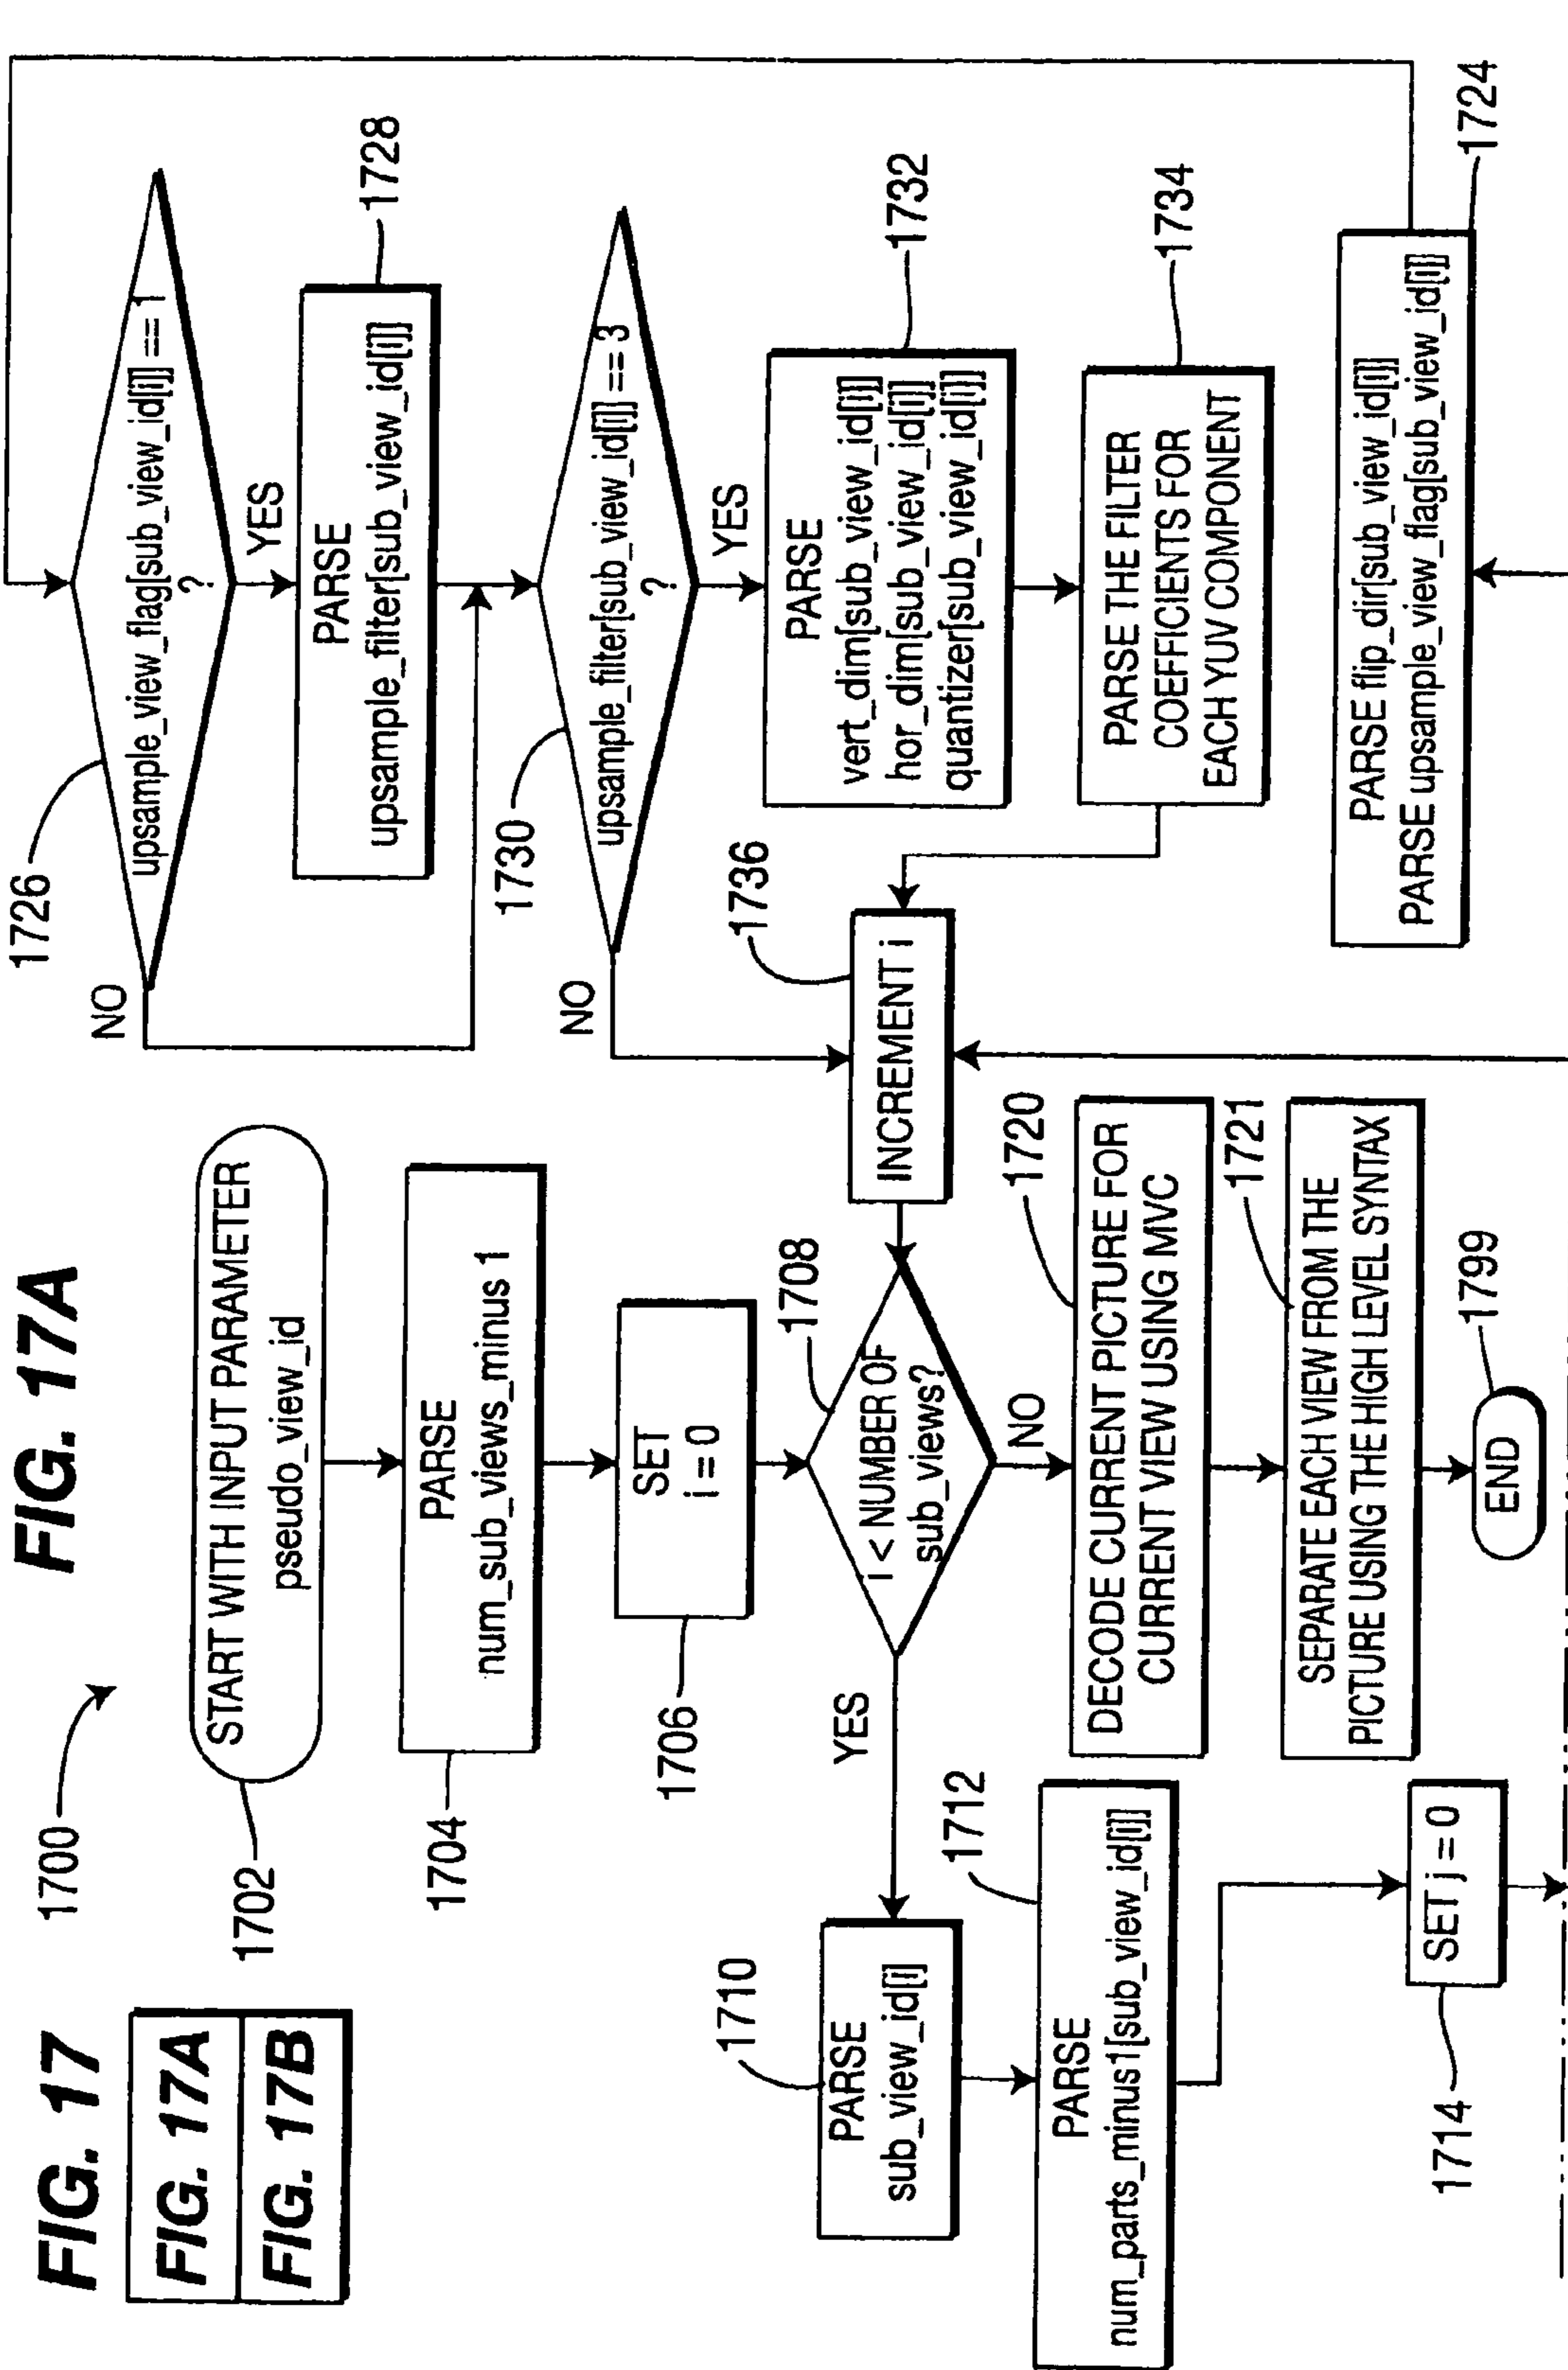 FIG. 17
FIG. 17A
FIG. 17B
FIG. 17A
1700
1702
START WITH INPUT PARAMETER
pseudo_view_id
1704
PARSE
num_sub_views_minus 1
1706
SET
i = 0
1708
i < NUMBER OF
sub_views?
YES
NO
1710
PARSE
sub_view_id[i]
1712
PARSE
num_parts_minus1[sub_view_id[i]]
1714
SET j = 0
1720
DECODE CURRENT PICTURE FOR
CURRENT VIEW USING MVC
1721
SEPARATE EACH VIEW FROM THE
PICTURE USING THE HIGH LEVEL SYNTAX
1799
END
1726
upsample_view_flag[sub_view_id[i]] == 1
?
NO
YES
1728
PARSE
upsample_filter[sub_view_id[i]]
1730
upsample_filter[sub_view_id[i]] == 3
?
NO
YES
1732
PARSE
vert_dim[sub_view_id[i]]
hor_dim[sub_view_id[i]]
quantizer[sub_view_id[i]]
1734
PARSE THE FILTER
COEFFICIENTS FOR
EACH YUV COMPONENT
1736
INCREMENT i
1724
PARSE flip_dir[sub_view_id[i]]
PARSE upsample_view_flag[sub_view_id[i]]